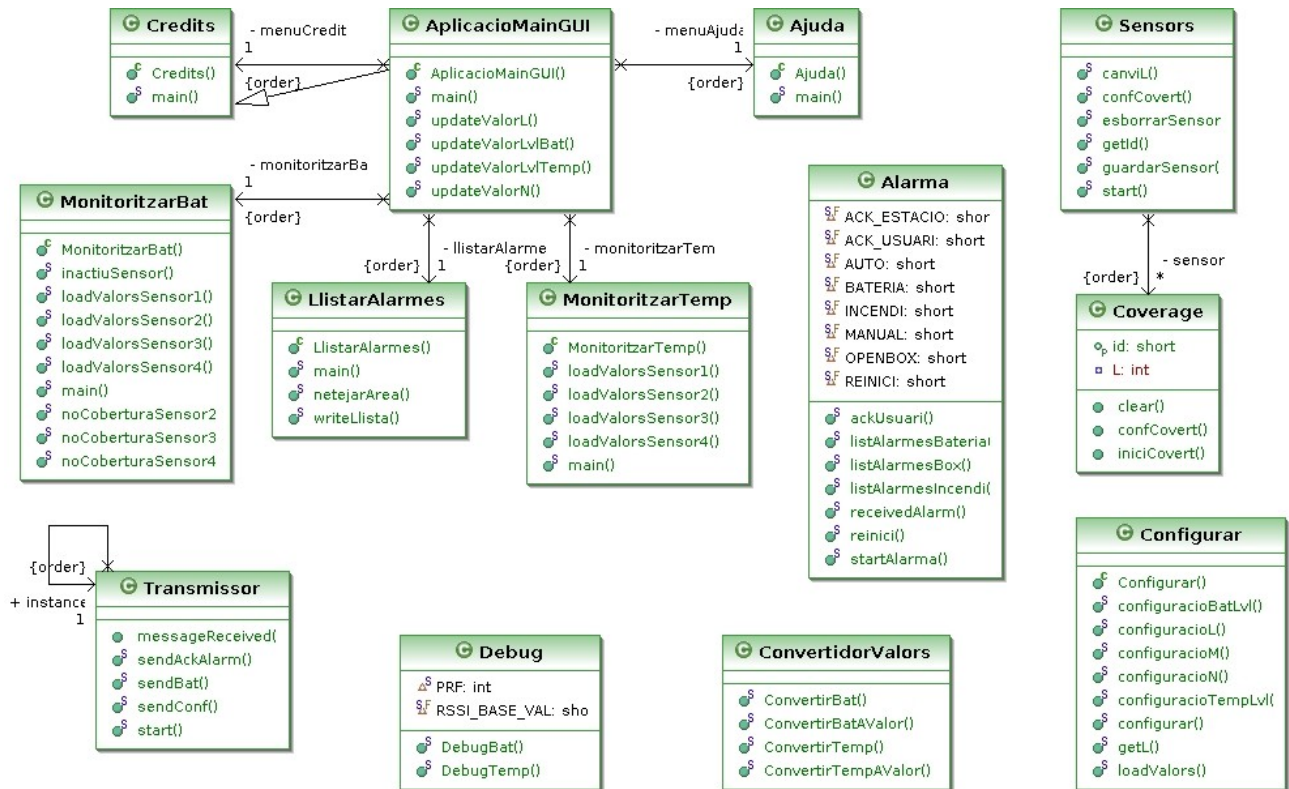 Credits
Credits()
main()
- menuCredit
1
{order}
AplicacioMainGUI
AplicacioMainGUI()
main()
updateValorL()
updateValorLvlBat()
updateValorLvlTemp()
updateValorN()
- menuAjuda
1
{order}
Ajuda
Ajuda()
main()
Sensors
canviL()
confCovert()
esborrarSensor
getId()
guardarSensor(
start()
- monitoritzarBa
1
{order}
MonitoritzarBat
MonitoritzarBat()
inactiuSensor()
loadValorsSensor1()
loadValorsSensor2()
loadValorsSensor3()
loadValorsSensor4()
main()
noCoberturaSensor2
noCoberturaSensor3
noCoberturaSensor4
- llistarAlarme
{order}
1
LlistarAlarmes
LlistarAlarmes()
main()
netejarArea()
writeLlista()
- monitoritzarTem
{order}
1
MonitoritzarTemp
MonitoritzarTemp()
loadValorsSensor1()
loadValorsSensor2()
loadValorsSensor3()
loadValorsSensor4()
main()
Alarma
ACK_ESTACIO: shor
ACK_USUARI: short
AUTO: short
BATERIA: short
INCENDI: short
MANUAL: short
OPENBOX: short
REINICI: short
ackUsuari()
listAlarmesBateria(
listAlarmesBox()
listAlarmesIncendi(
receivedAlarm()
reinici()
startAlarma()
- sensor
{order}
*
Coverage
id: short
L: int
clear()
confCovert()
iniciCovert()
{order}
+ instance
1
Transmissor
messageReceived(
sendAckAlarm()
sendBat()
sendConf()
start()
Debug
PRF: int
RSSI_BASE_VAL: sho
DebugBat()
DebugTemp()
ConvertidorValors
ConvertirBat()
ConvertirBatAValor()
ConvertirTemp()
ConvertirTempAValor()
Configurar
Configurar()
configuracioBatLvl()
configuracioL()
configuracioM()
configuracioN()
configuracioTempLvl(
configurar()
getL()
loadValors()